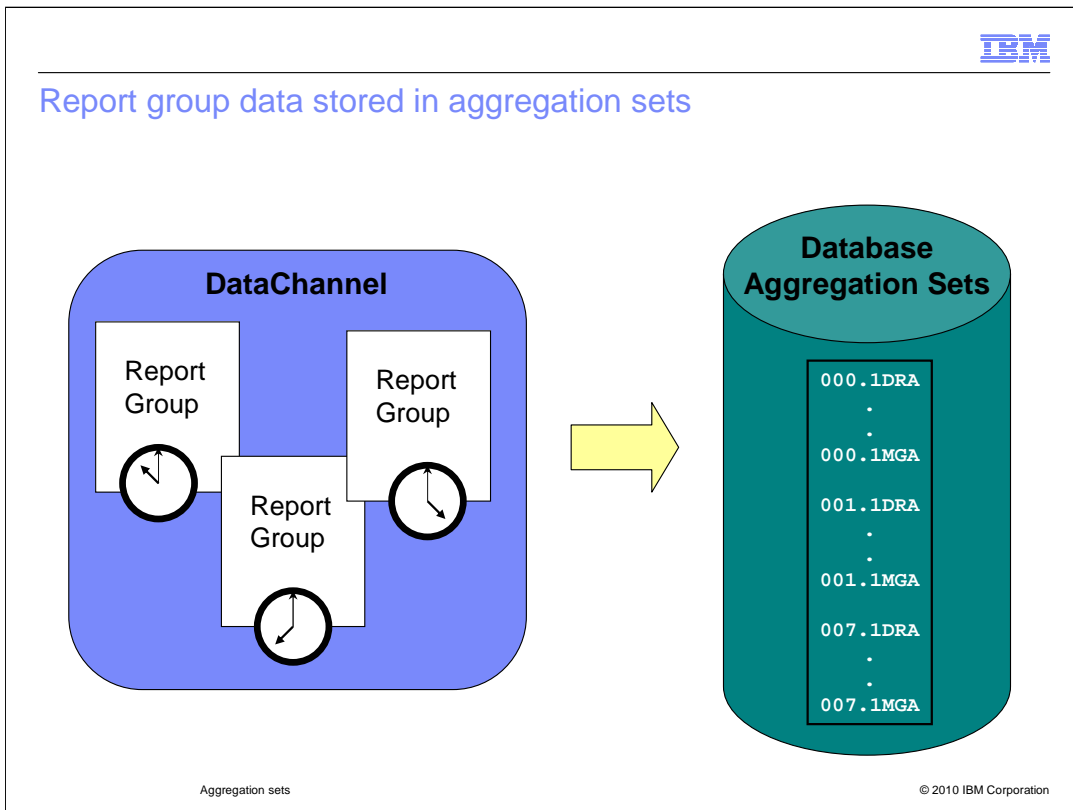 IBM
Report group data stored in aggregation sets
DataChannel
Report
Group
Report
Group
Report
Group
Database
Aggregation Sets
000.1DRA
.
.
000.1MGA
001.1DRA
.
.
001.1MGA
007.1DRA
.
.
007.1MGA
Aggregation sets
© 2010 IBM Corporation